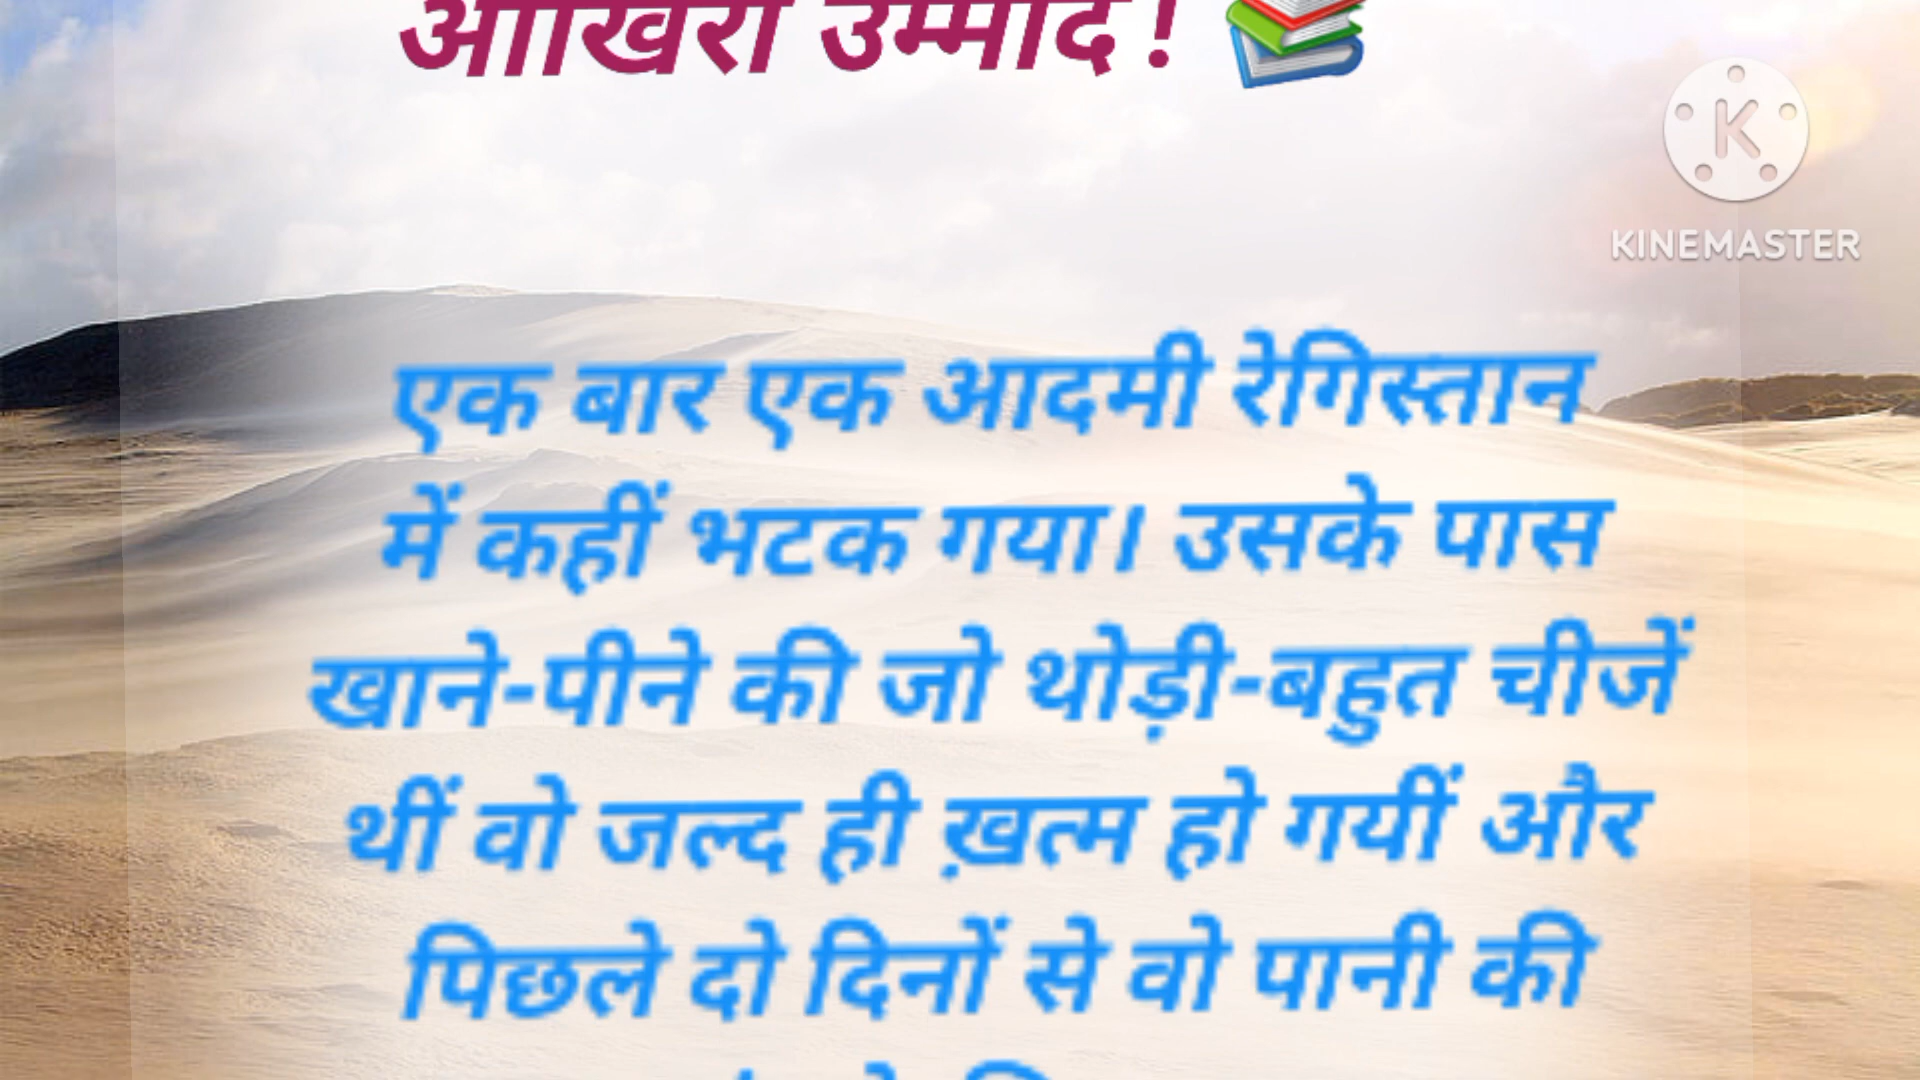 आखिरी उम्मीद!
KINEMASTER
एक बार एक आदमी रेगिस्तान
में कहीं भटक गया। उसके पास
खाने-पीने की जो थोड़ी-बहुत चीजें
थीं वो जल्द ही ख़त्म हो गयीं और
पिछले दो दिनों से वो पानी की